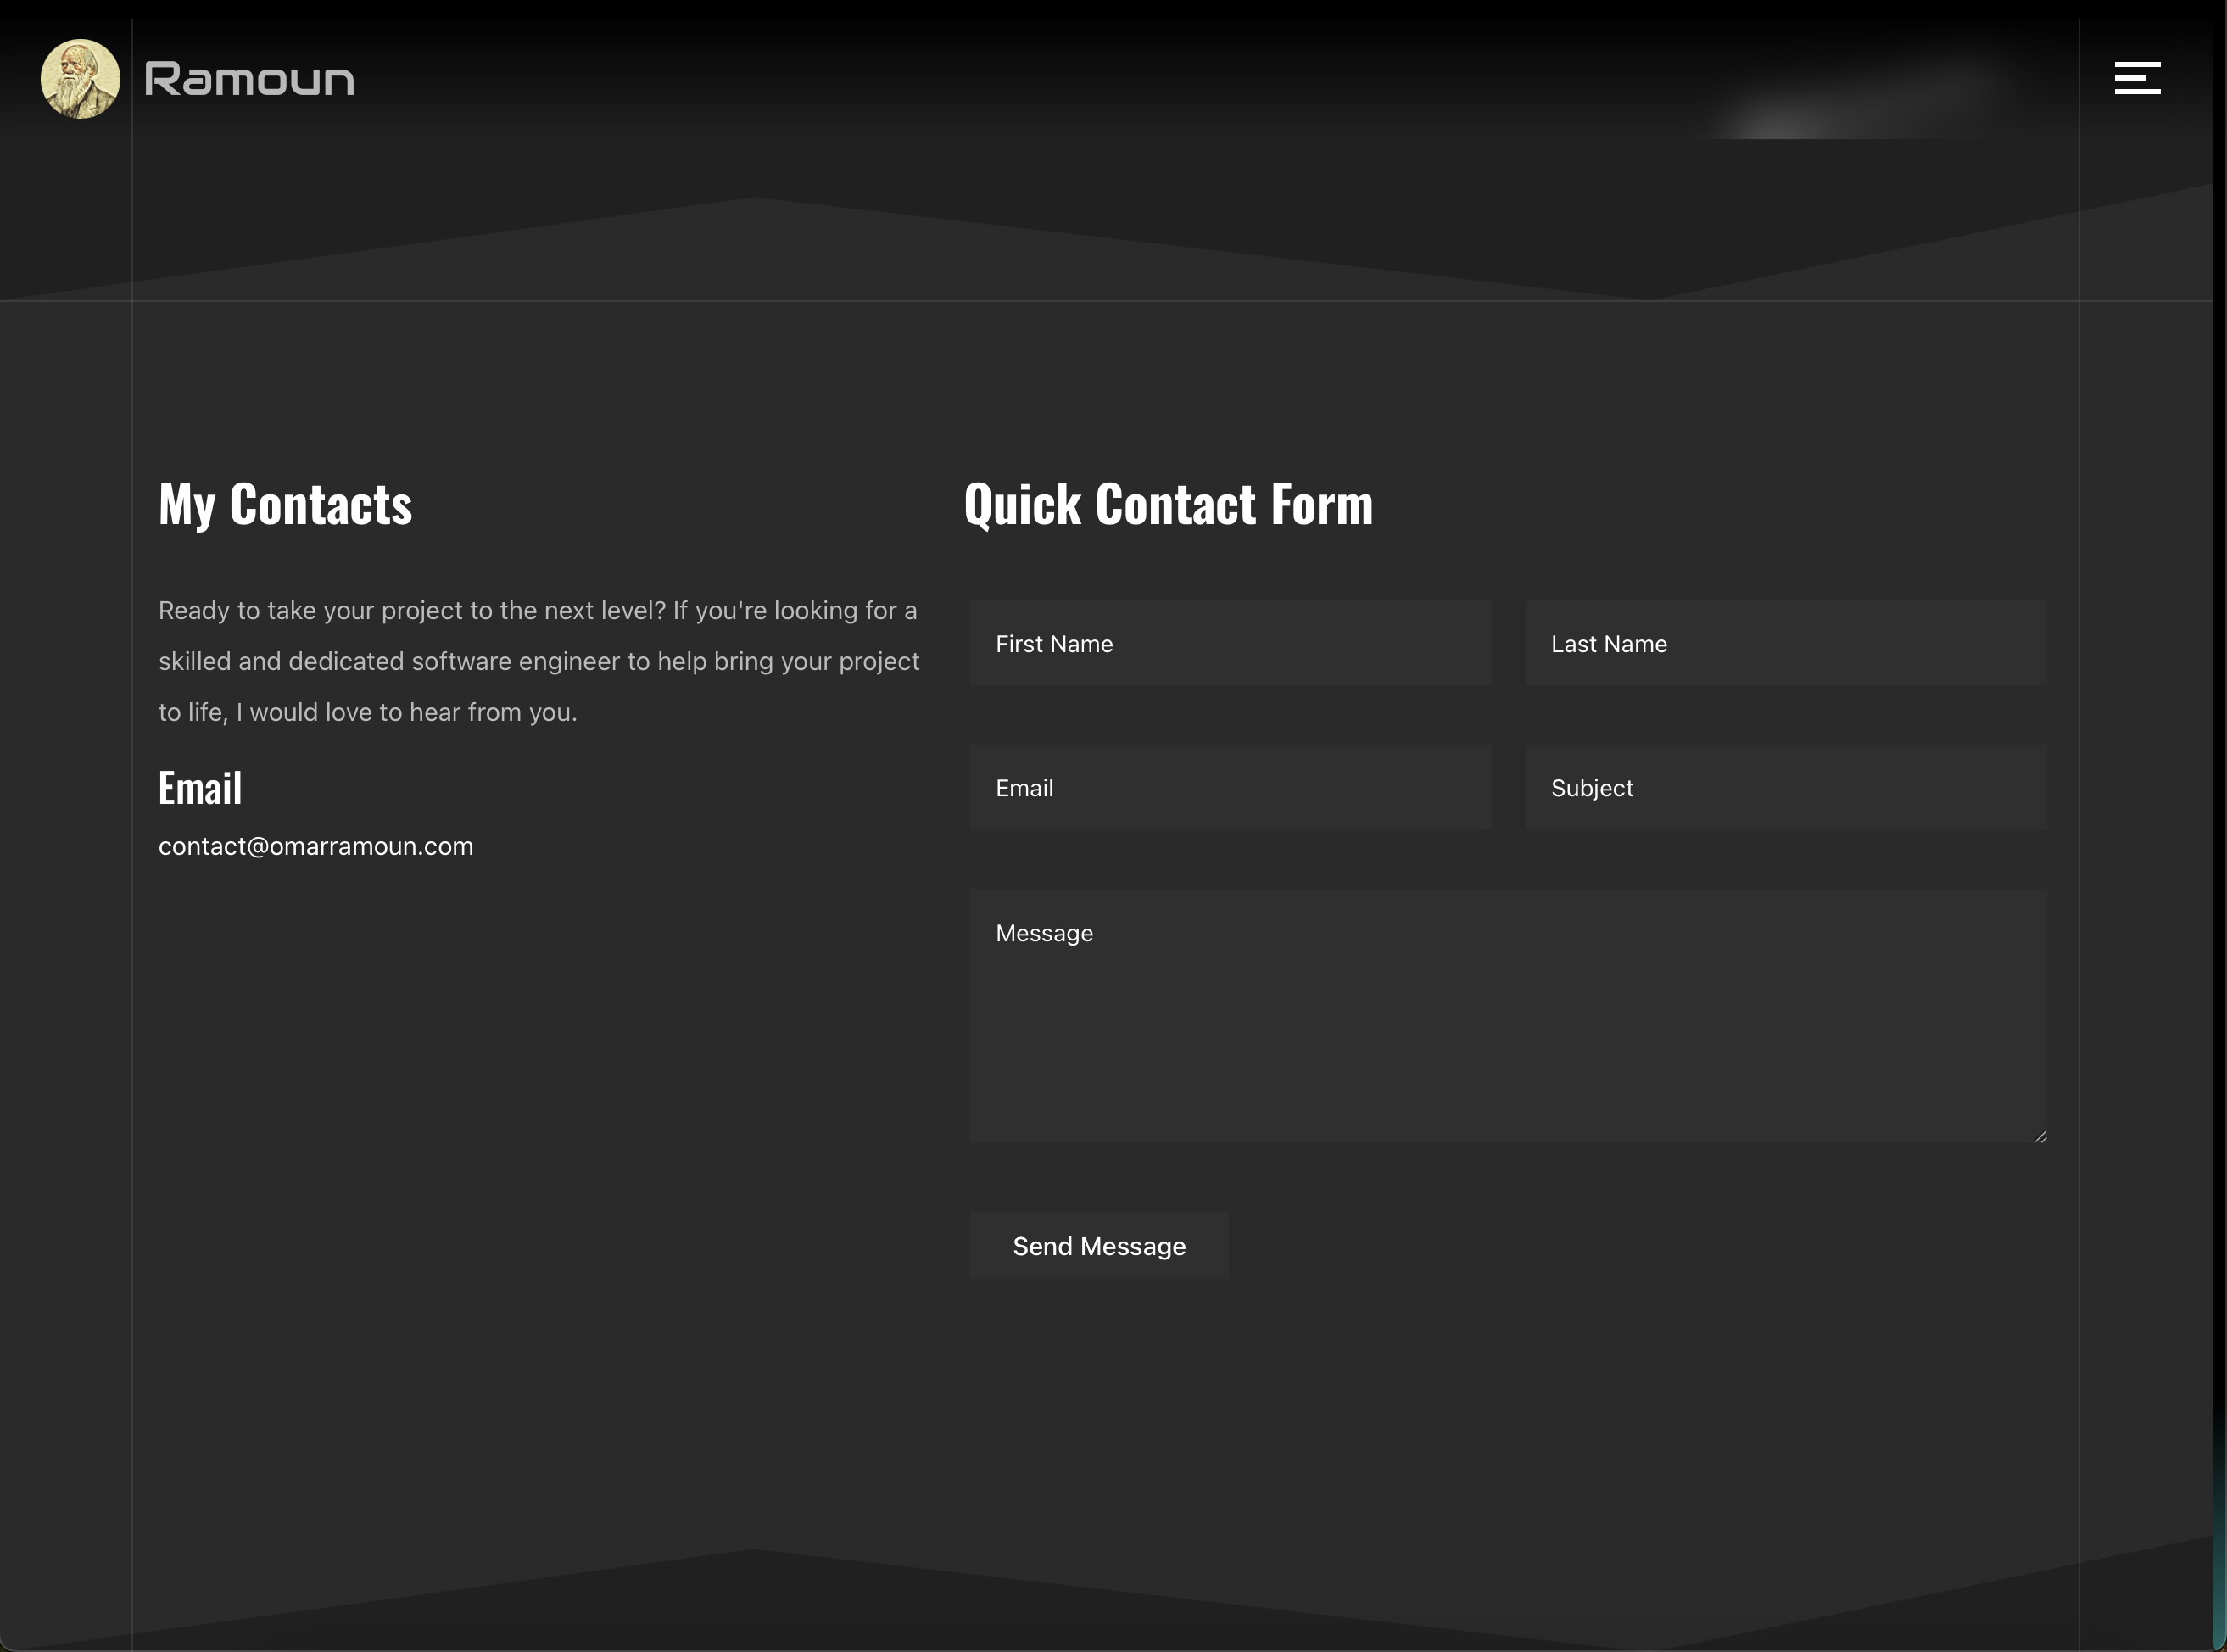 Ramoun
My Contacts
Ready to take your project to the next level? If you're looking for a
skilled and dedicated software engineer to help bring your project
to life, I would love to hear from you.
Email
contact@omarramoun.com
Quick Contact Form
First Name
Last Name
Email
Subject
Message
Send Message